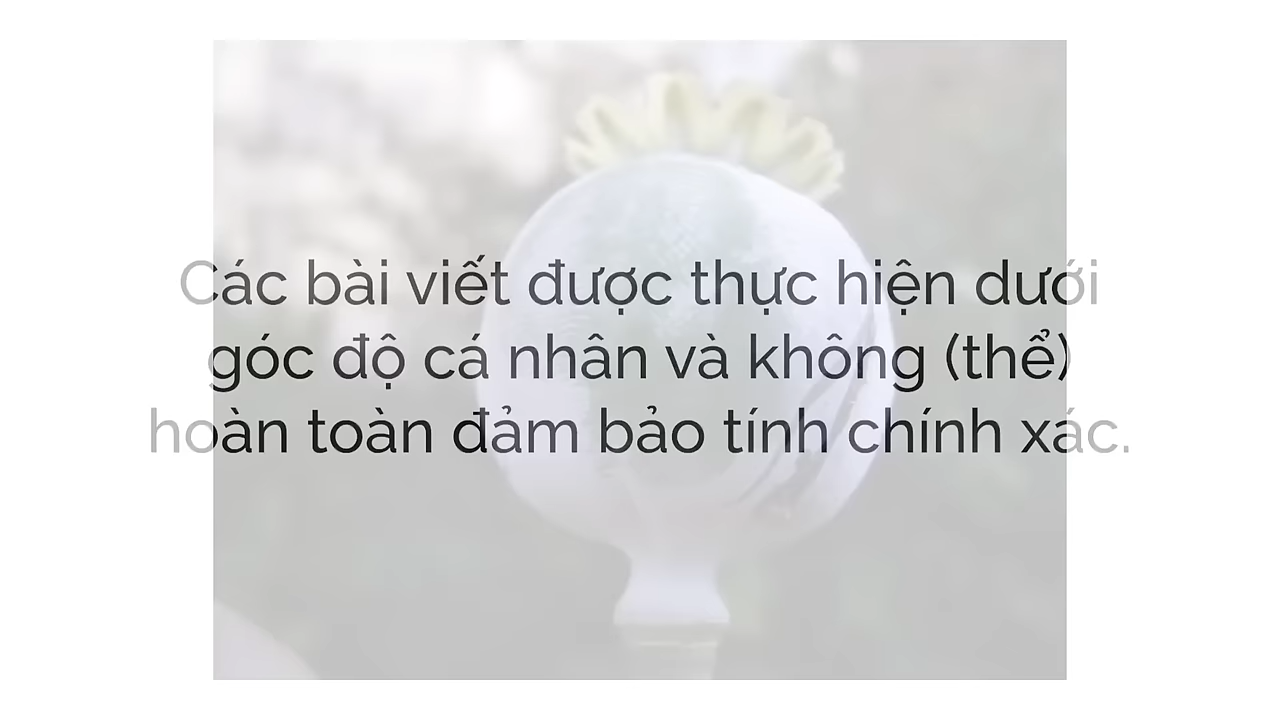 Các bài viết được thực hiện dưới
góc độ cá nhân và không (thể)
hoàn toàn đảm bảo tính chính xác.